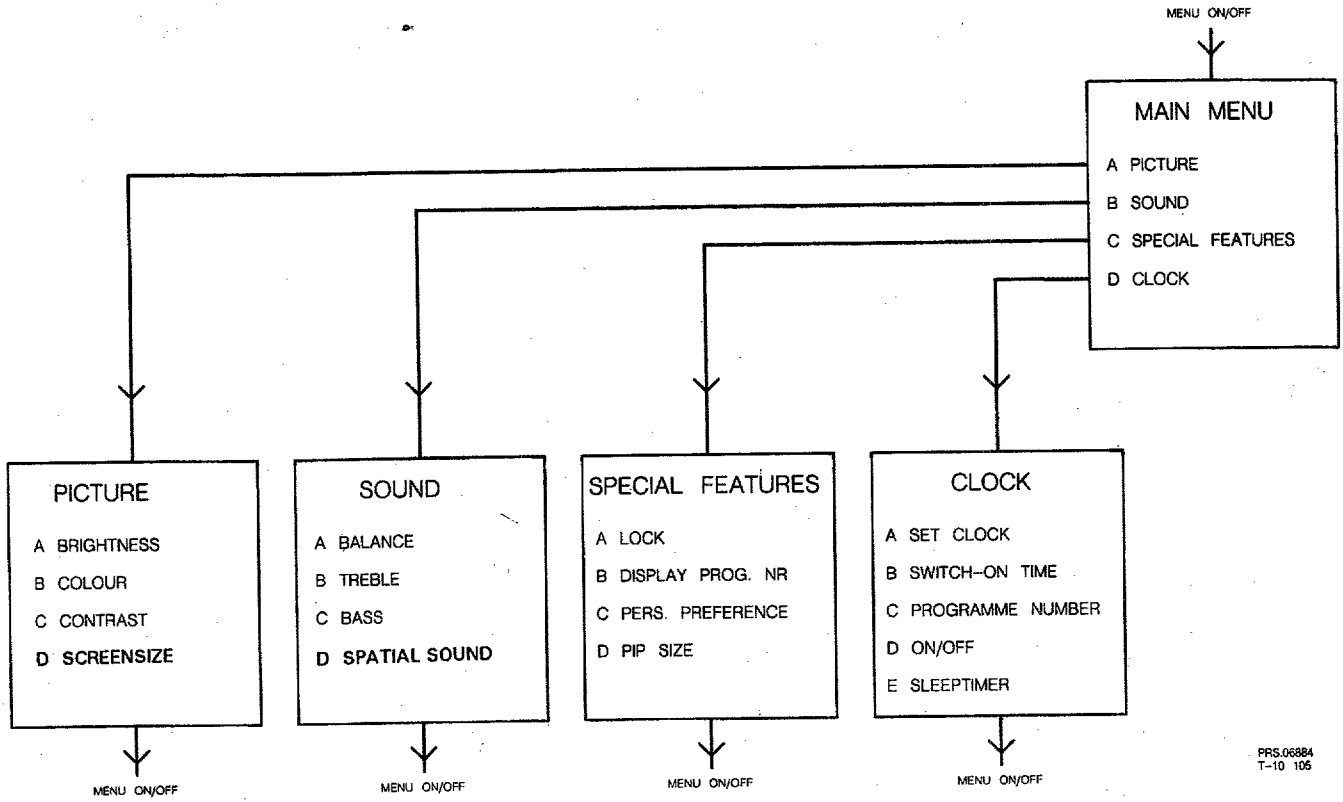 MENU ON/OFF
MAIN MENU
A PICTURE
B SOUND
C SPECIAL FEATURES
D CLOCK
PICTURE
A BRIGHTNESS
B COLOUR
C CONTRAST
D SCREENSIZE
MENU ON/OFF
SOUND
A BALANCE
B TREBLE
C BASS
D SPATIAL SOUND
MENU ON/OFF
SPECIAL FEATURES
A LOCK
B DISPLAY PROG. NR
C PERS. PREFERENCE
D PIP SIZE
MENU ON/OFF
CLOCK
A SET CLOCK
B SWITCH-ON TIME
C PROGRAMME NUMBER
D ON/OFF
E SLEEPTIMER
MENU ON/OFF
PRS.06884
T-10 105